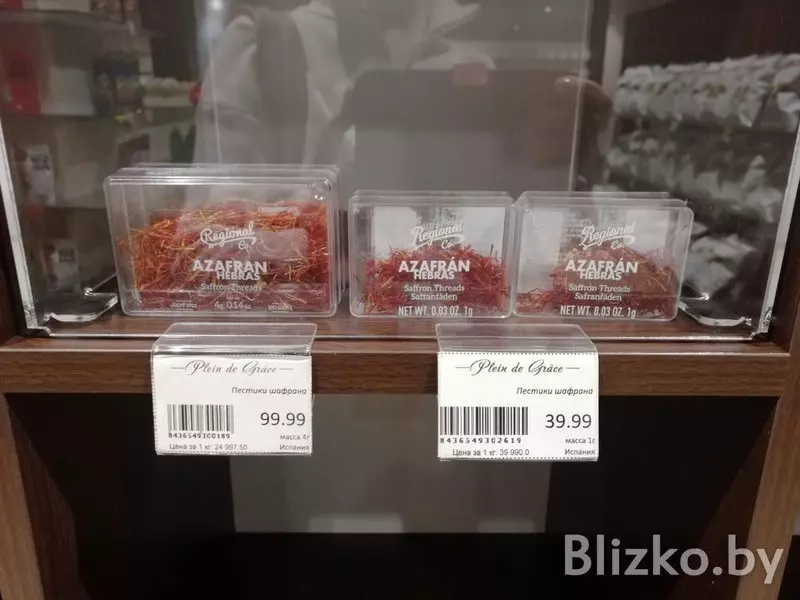 Regional
Co.
AZAFRÁN
HEBRAS
Saffron Threads
4g 0.14oz
Regional
Co.
AZAFRÁN
HEBRAS
Saffron Threads
Safranfäden
NET WT. 0.03 OZ. 1g
Regional
Co.
AZAFRÁN
HEBRAS
Saffron Threads
Safranfäden
NET WT. 0.03 OZ. 1g
Plein de Grâce
Пестики шафрана
99.99
8436549300189
масса 4г
Цена за 1 кг: 24 997.50
Испания
Plein de Grâce
Пестики шафрана
39.99
8436549302619
масса 1г
Цена за 1 кг: 39 990.0
Испания
Blizko.by